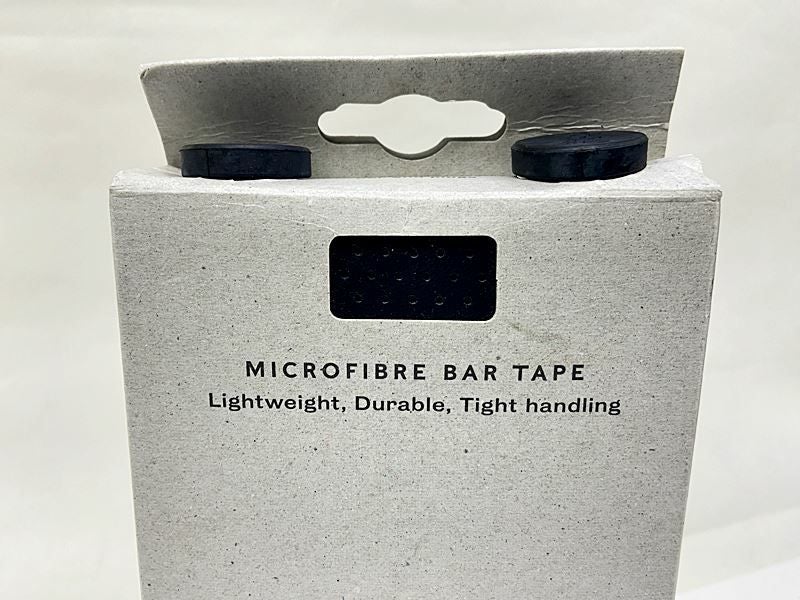 MICROFIBRE BAR TAPE
Lightweight, Durable, Tight handling